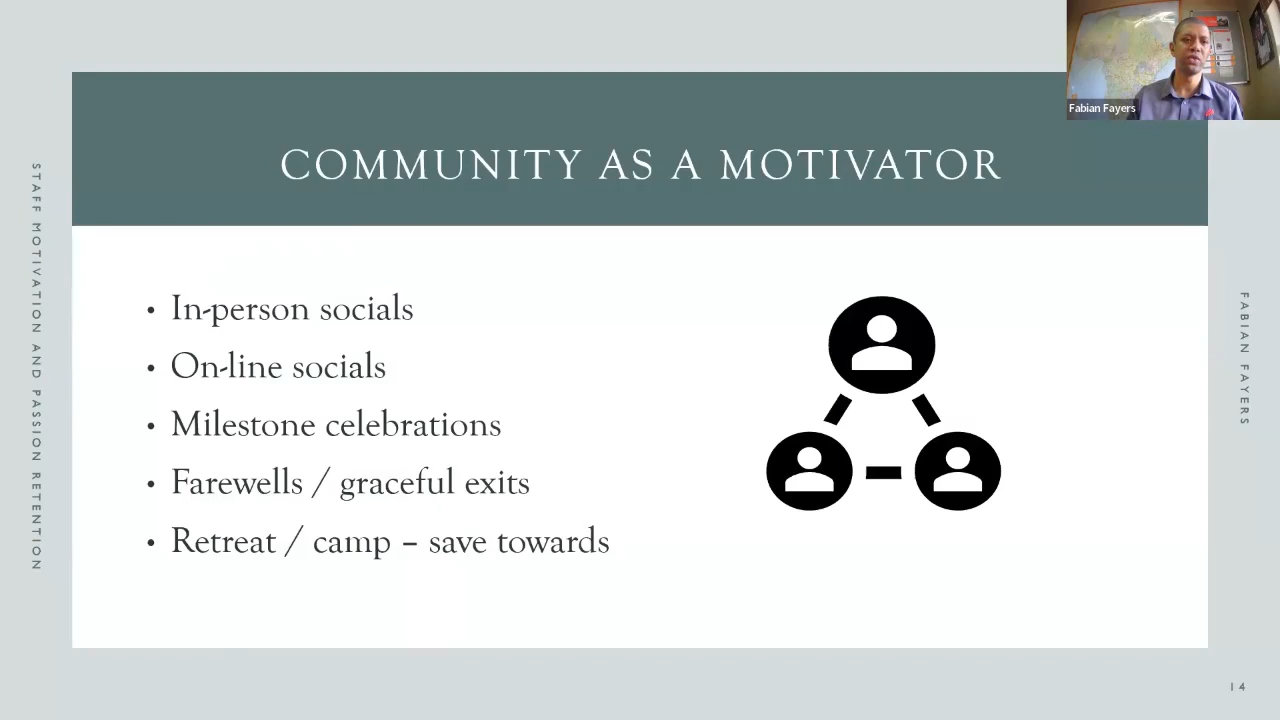 Fabian Fayers
COMMUNITY AS A MOTIVATOR
STAFF MOTIVATION AND PASSION RETENTION
• In-person socials
• On-line socials
• Milestone celebrations
• Farewells / graceful exits
• Retreat / camp – save towards
FABIAN FAYERS
14